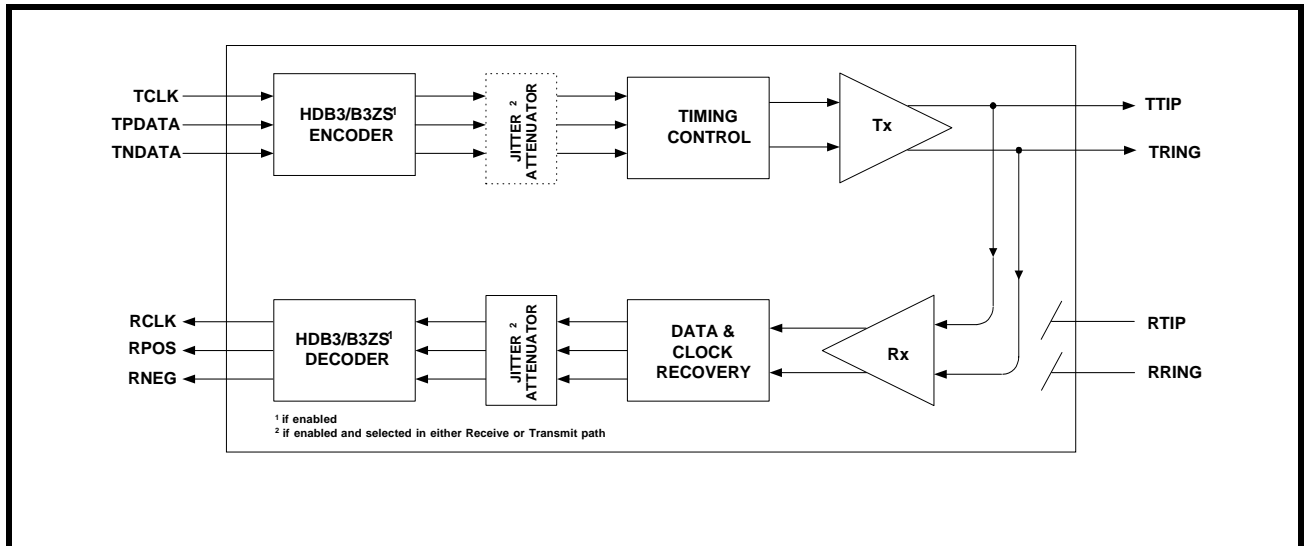 TCLK
TPDATA
TNDATA
HDB3/B3ZS¹
ENCODER
JITTER ²
ATTENUATOR
TIMING
CONTROL
Tx
TTIP
TRING
RCLK
RPOS
RNEG
HDB3/B3ZS¹
DECODER
JITTER ²
ATTENUATOR
DATA &
CLOCK
RECOVERY
Rx
RTIP
RRING
¹ if enabled
² if enabled and selected in either Receive or Transmit path